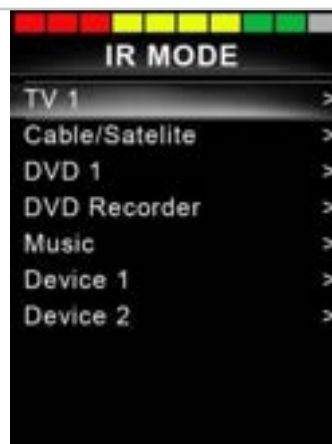 IR MODE
TV 1 >
Cable/Satelite >
DVD 1 >
DVD Recorder >
Music >
Device 1 >
Device 2 >